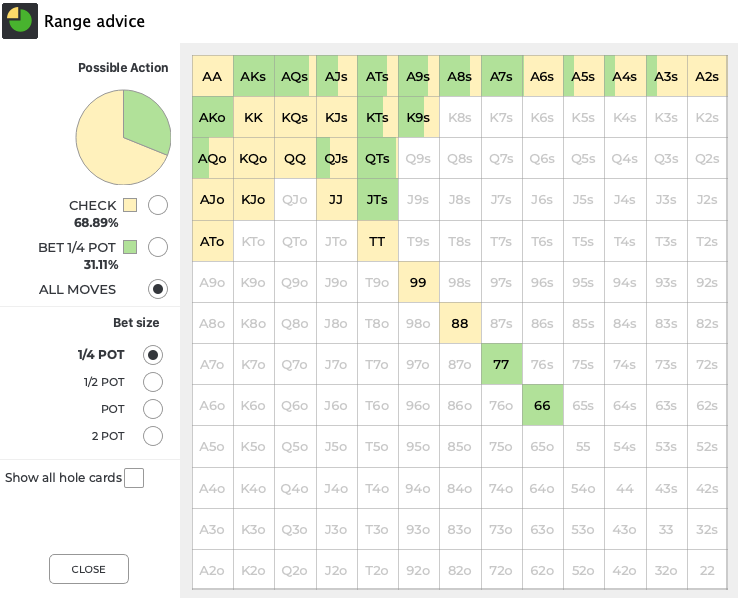 Range advice
Possible Action
CHECK
68.89%
BET 1/4 POT
31.11%
ALL MOVES
Bet size
1/4 POT
1/2 POT
POT
2 POT
Show all hole cards
CLOSE
AA AKs AQs AJs ATs A9s A8s A7s A6s A5s A4s A3s A2s
AKo KK KQs KJs KTs K9s K8s K7s K6s K5s K4s K3s K2s
AQo KQo QQ QJs QTs Q9s Q8s Q7s Q6s Q5s Q4s Q3s Q2s
AJo KJo QJo JJ JTs J9s J8s J7s J6s J5s J4s J3s J2s
ATo KTo QTo JTo TT T9s T8s T7s T6s T5s T4s T3s T2s
A9o K9o Q9o J9o T9o 99 98s 97s 96s 95s 94s 93s 92s
A8o K8o Q8o J8o T8o 98o 88 87s 86s 85s 84s 83s 82s
A7o K7o Q7o J7o T7o 97o 87o 77 76s 75s 74s 73s 72s
A6o K6o Q6o J6o T6o 96o 86o 76o 66 65s 64s 63s 62s
A5o K5o Q5o J5o T5o 95o 85o 75o 65o 55 54s 53s 52s
A4o K4o Q4o J4o T4o 94o 84o 74o 64o 54o 44 43s 42s
A3o K3o Q3o J3o T3o 93o 83o 73o 63o 53o 43o 33 32s
A2o K2o Q2o J2o T2o 92o 82o 72o 62o 52o 42o 32o 22